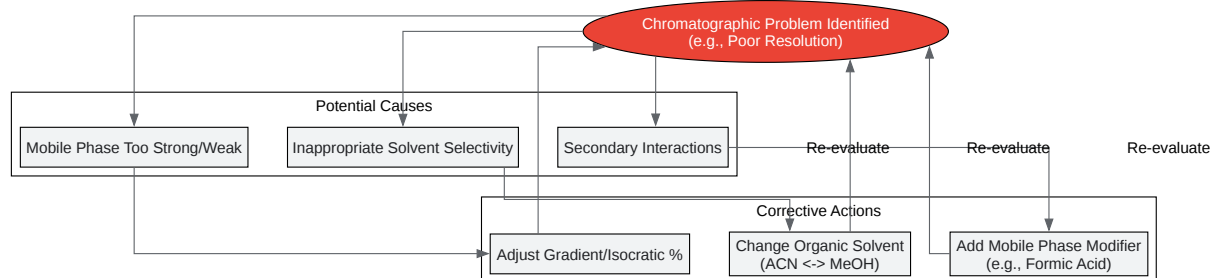 Chromatographic Problem Identified
(e.g., Poor Resolution)
Potential Causes
Mobile Phase Too Strong/Weak
Inappropriate Solvent Selectivity
Secondary Interactions
Re-evaluate
Re-evaluate
Re-evaluate
Corrective Actions
Adjust Gradient/Isocratic %
Change Organic Solvent
(ACN <-> MeOH)
Add Mobile Phase Modifier
(e.g., Formic Acid)